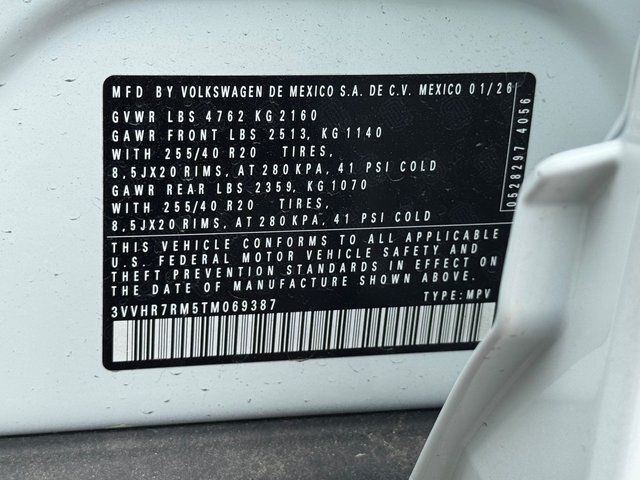 MFD BY VOLKSWAGEN DE MEXICO S.A. DE C.V. MEXICO 01/26
GVWR LBS 4762 KG 2160
GAWR FRONT LBS 2513, KG 1140
WITH 255/40 R20 TIRES,
8,5JX20 RIMS, AT 280 KPA, 41 PSI COLD
GAWR REAR LBS 2359, KG 1070
WITH 255/40 R20 TIRES,
8,5JX20 RIMS, AT 280 KPA, 41 PSI COLD
0528297 4056
THIS VEHICLE CONFORMS TO ALL APPLICABLE
U.S. FEDERAL MOTOR VEHICLE SAFETY AND
THEFT PREVENTION STANDARDS IN EFFECT ON
THE DATE OF MANUFACTURE SHOWN ABOVE.
3VVHR7RM5TM069387 TYPE: MPV